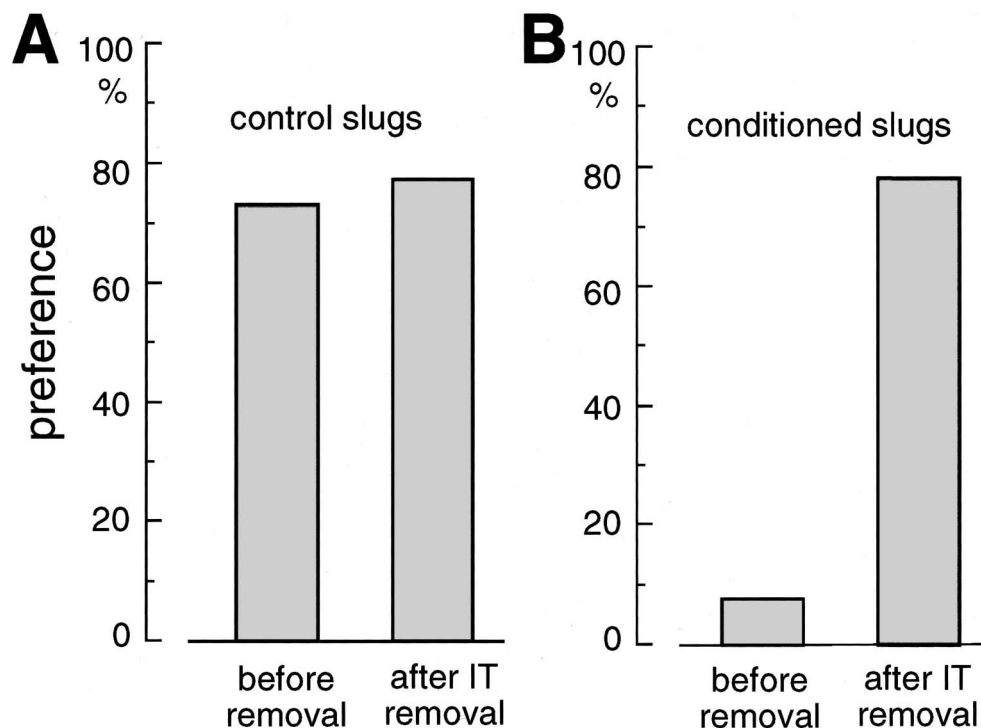 A
100
%
control slugs
80
60
40
20
0
preference
before
removal
after IT
removal
B
100
%
conditioned slugs
80
60
40
20
0
before
removal
after IT
removal